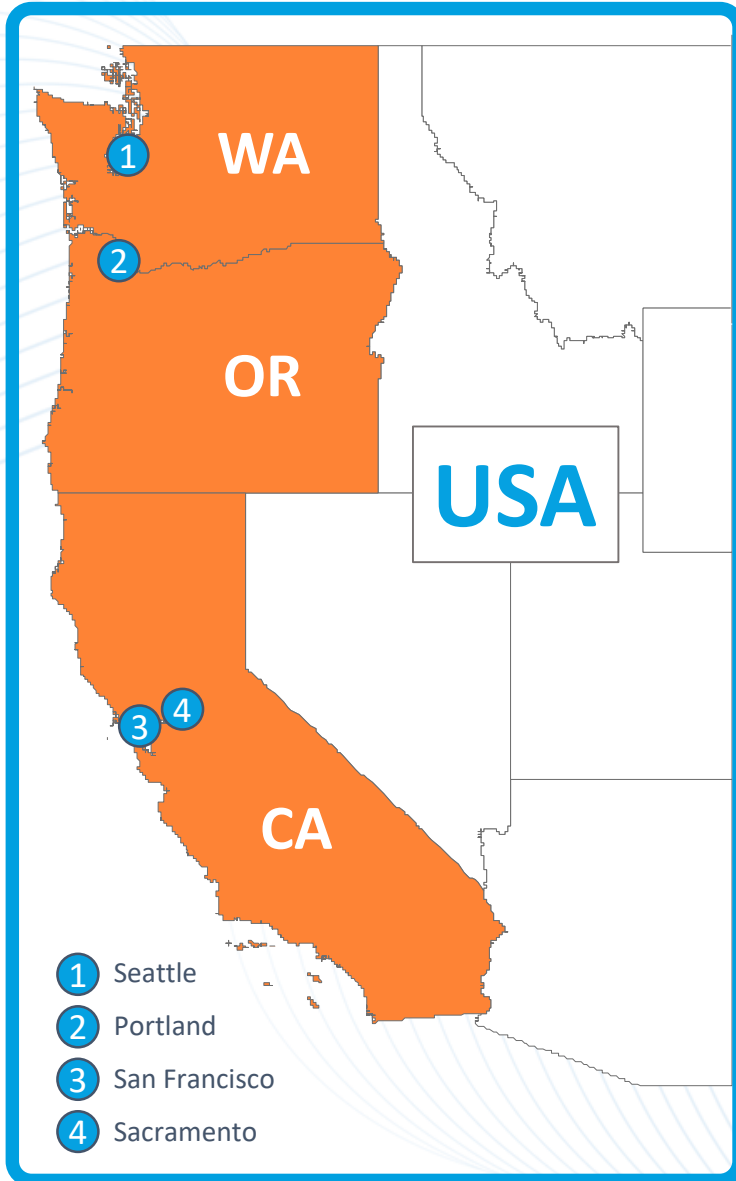 1
WA
2
OR
USA
4
3
CA
1 Seattle
2 Portland
3 San Francisco
4 Sacramento